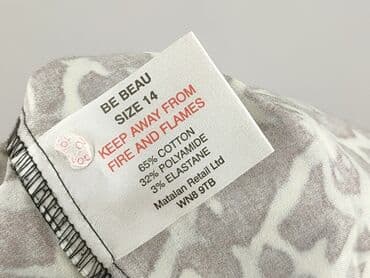 BE BEAU
SIZE 14
KEEP AWAY FROM
FIRE AND FLAMES
65% COTTON
32% POLYAMIDE
3% ELASTANE
Matalan Retail Ltd
WN8 9TB